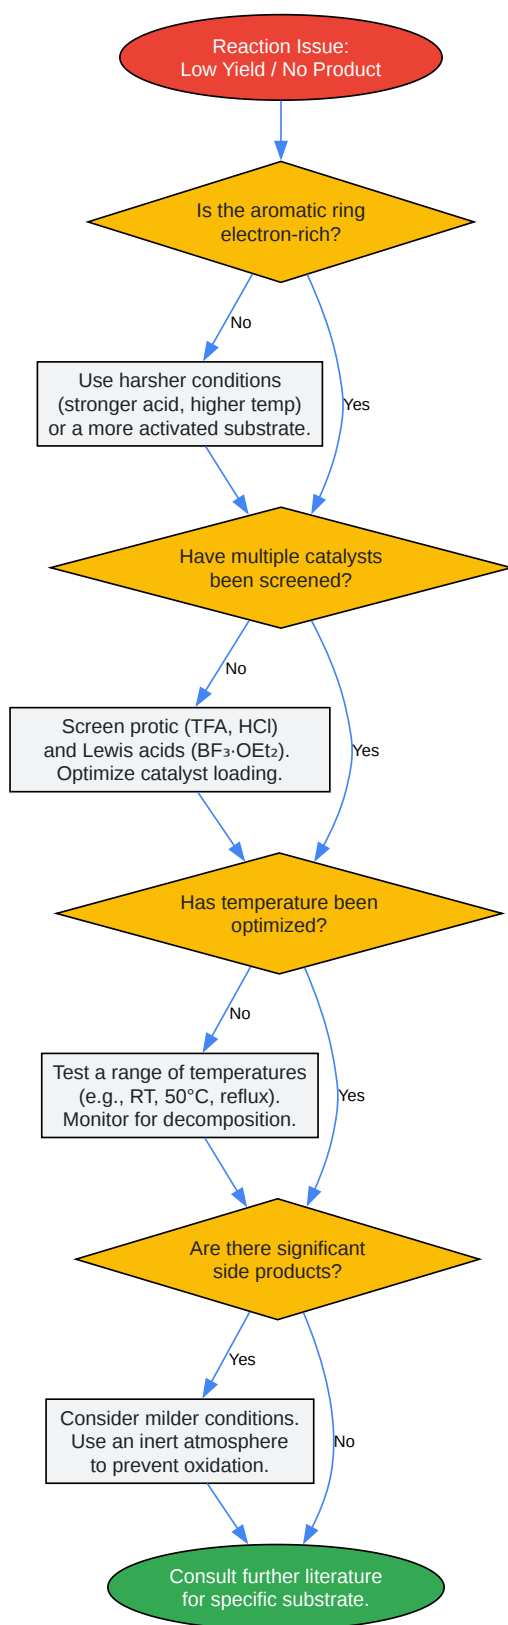 Reaction Issue:
Low Yield / No Product
Is the aromatic ring
electron-rich?
No
Use harsher conditions
(stronger acid, higher temp)
or a more activated substrate.
Yes
Have multiple catalysts
been screened?
No
Screen protic (TFA, HCl)
and Lewis acids (BF₃·OEt₂).
Optimize catalyst loading.
Yes
Has temperature been
optimized?
No
Test a range of temperatures
(e.g., RT, 50°C, reflux).
Monitor for decomposition.
Yes
Are there significant
side products?
Yes
Consider milder conditions.
Use an inert atmosphere
to prevent oxidation.
No
Consult further literature
for specific substrate.